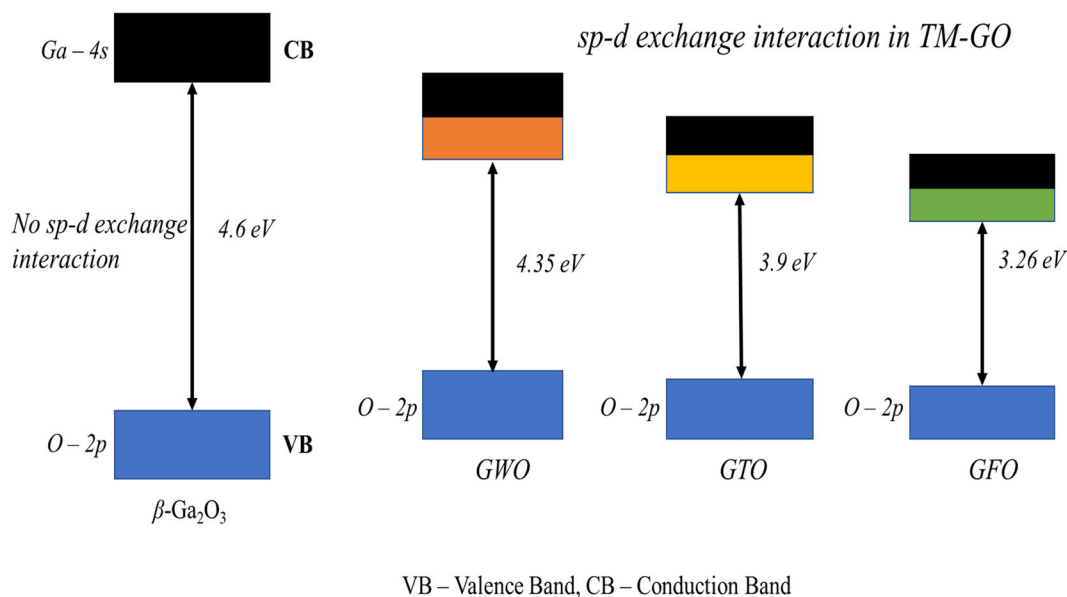 sp-d exchange interaction in TM-GO
Ga – 4s
CB
No sp-d exchange
interaction
4.6 eV
O – 2p
VB
β-Ga₂O₃
4.35 eV
O – 2p
GWO
3.9 eV
O – 2p
GTO
3.26 eV
O – 2p
GFO
VB – Valence Band, CB – Conduction Band